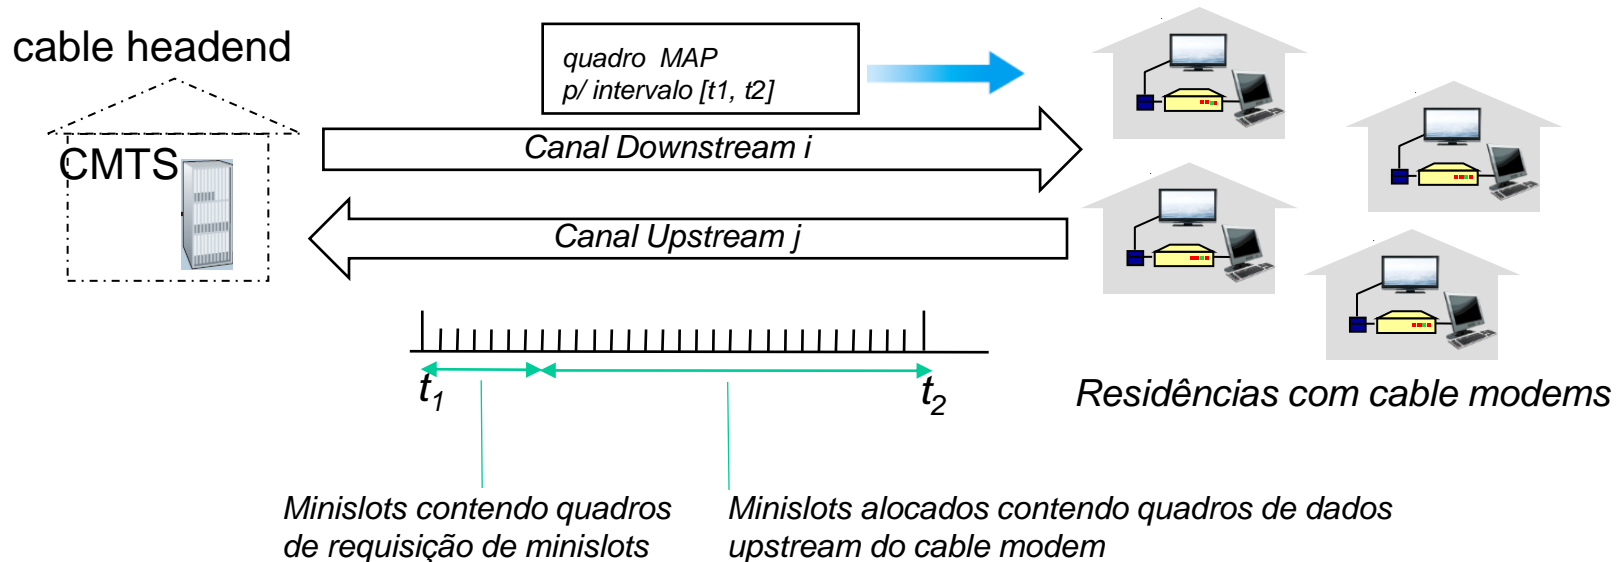 cable headend
CMTS
quadro MAP
p/ intervalo [t1, t2]
Canal Downstream i
Canal Upstream j
t1
t2
Residências com cable modems
Minislots contendo quadros
de requisição de minislots
Minislots alocados contendo quadros de dados
upstream do cable modem